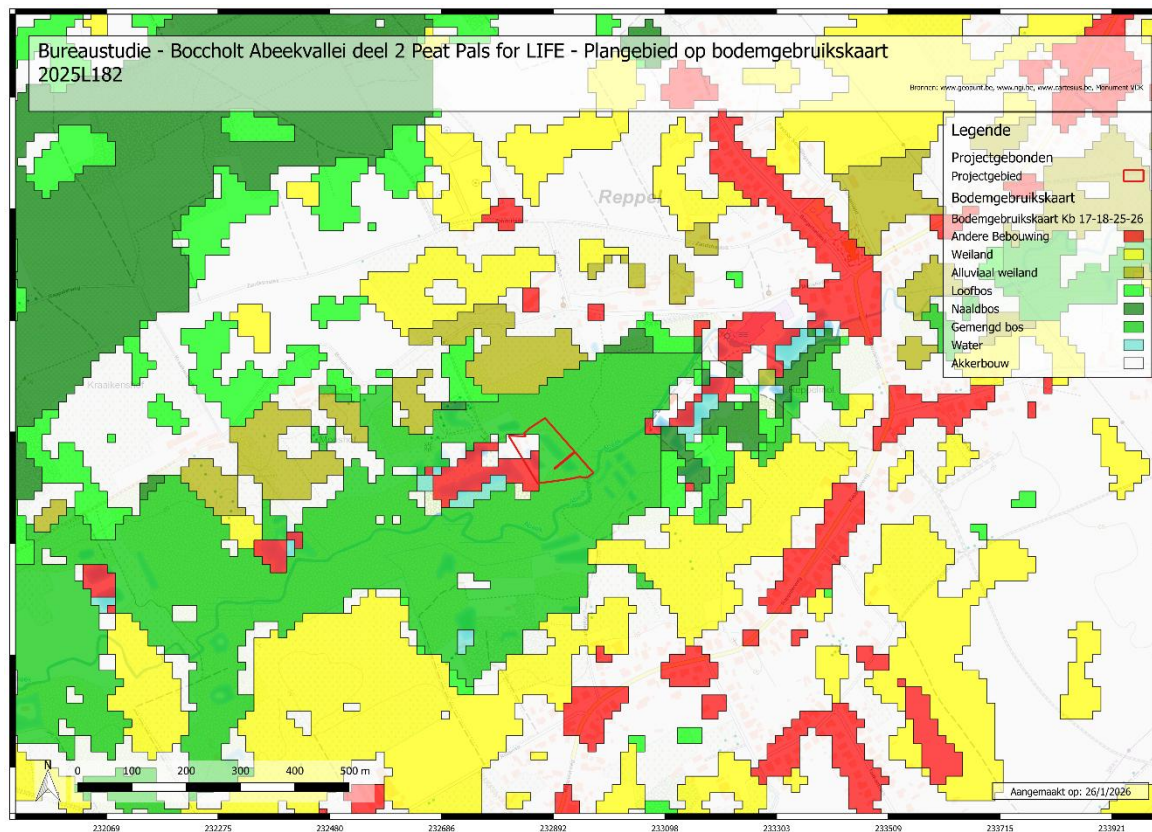 Bureaustudie - Boccholt Abeekvallei deel 2 Peat Pals for LIFE - Plangebied op bodemgebruikskaart
2025L182
Bronnen: www.geopunt.be, www.ngi.be, www.cartesius.be, Monument VDK
Legende
Projectgebonden
Projectgebied
Bodemgebruikskaart
Bodemgebruikskaart Kb 17-18-25-26
Andere Bebouwing
Weiland
Alluviaal weiland
Loofbos
Naaldbos
Gemengd bos
Water
Akkerbouw
Reppel
Kraaikenshof
N
0 100 200 300 400 500 m
Aangemaakt op: 26/1/2026
232069 232275 232480 232686 232892 233098 233303 233509 233715 233921